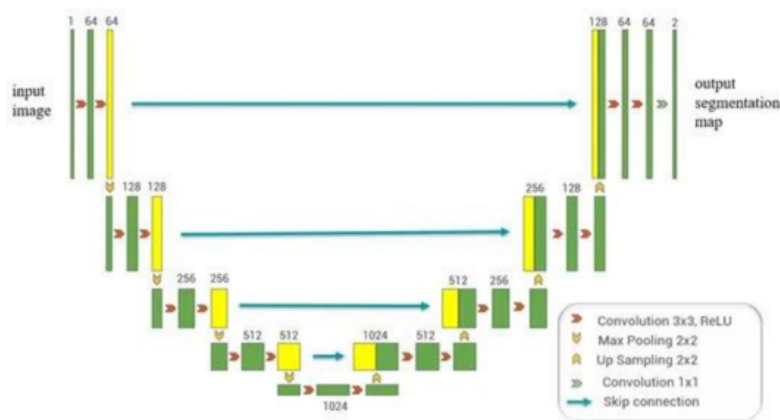 1 64 64
128 64 64 2
input
image
output
segmentation
map
128 128
256 128
256 256
512 256
512 512
1024 512
1024
Convolution 3x3, ReLU
Max Pooling 2x2
Up Sampling 2x2
Convolution 1x1
Skip connection